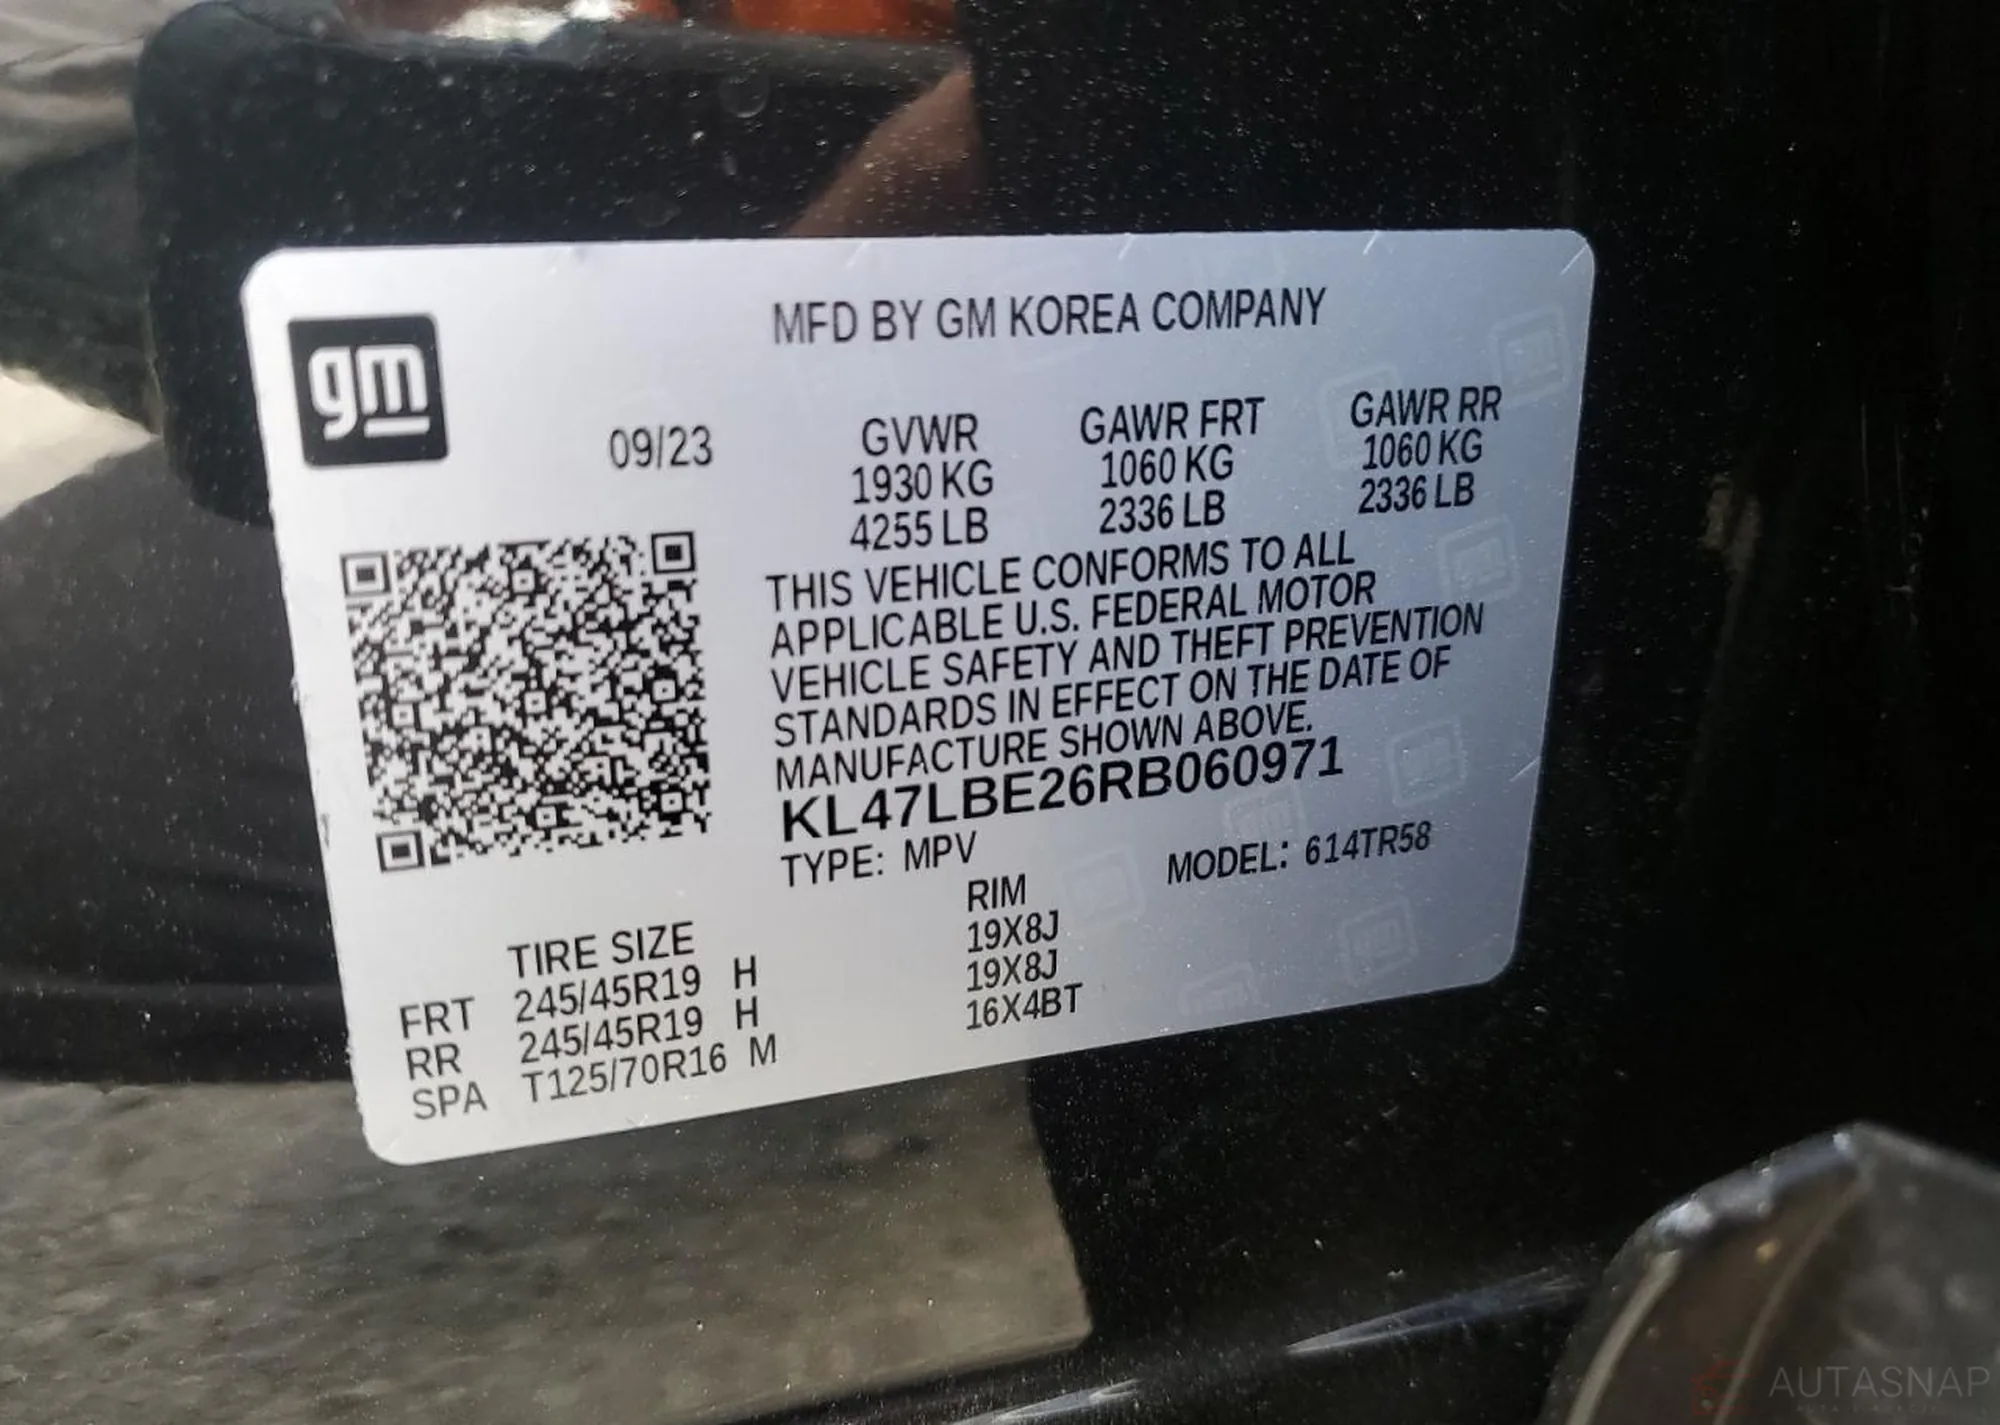 gm
MFD BY GM KOREA COMPANY
09/23
GVWR GAWR FRT GAWR RR
1930 KG 1060 KG 1060 KG
4255 LB 2336 LB 2336 LB
THIS VEHICLE CONFORMS TO ALL
APPLICABLE U.S. FEDERAL MOTOR
VEHICLE SAFETY AND THEFT PREVENTION
STANDARDS IN EFFECT ON THE DATE OF
MANUFACTURE SHOWN ABOVE.
KL47LBE26RB060971
TYPE: MPV MODEL: 614TR58
TIRE SIZE RIM
FRT 245/45R19 H 19X8J
RR 245/45R19 H 19X8J
SPA T125/70R16 M 16X4BT
AUTASNAP